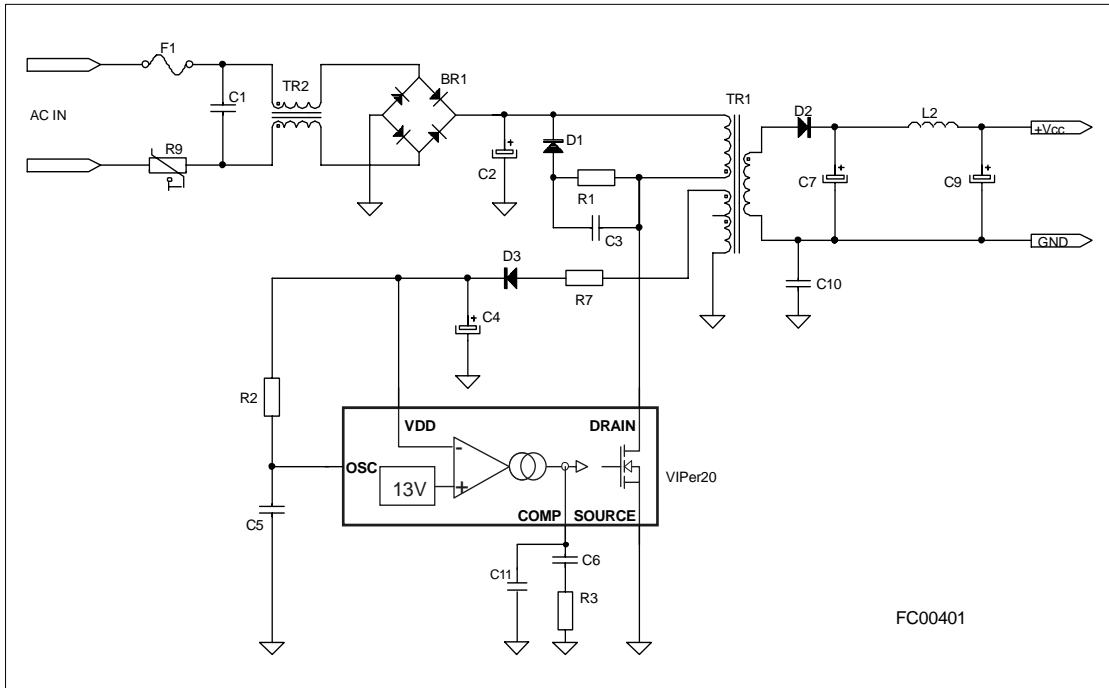 F1
BR1
TR2
C1
AC IN
R9
T°
TR1
D2
L2
+Vcc
D1
C2
+
R1
C3
C7
+
C9
+
GND
D3
R7
C10
C4
+
R2
VDD
DRAIN
OSC
-
13V
+
VIPer20
COMP
SOURCE
C5
C11
C6
R3
FC00401